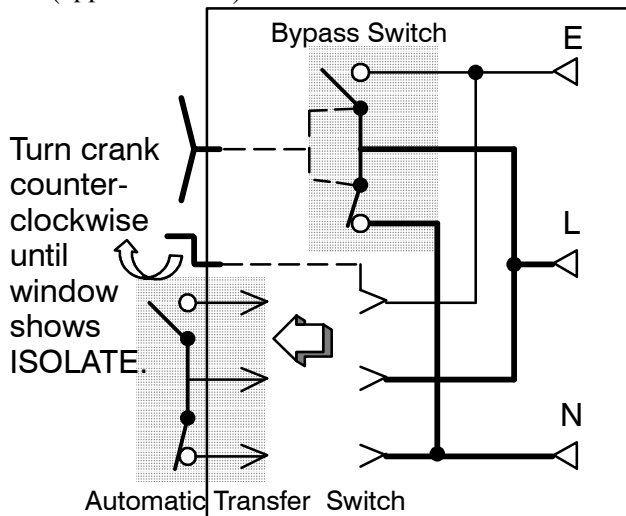 Bypass Switch
E
Turn crank
counter-
clockwise
until
window
shows
ISOLATE.
L
N
Automatic Transfer Switch